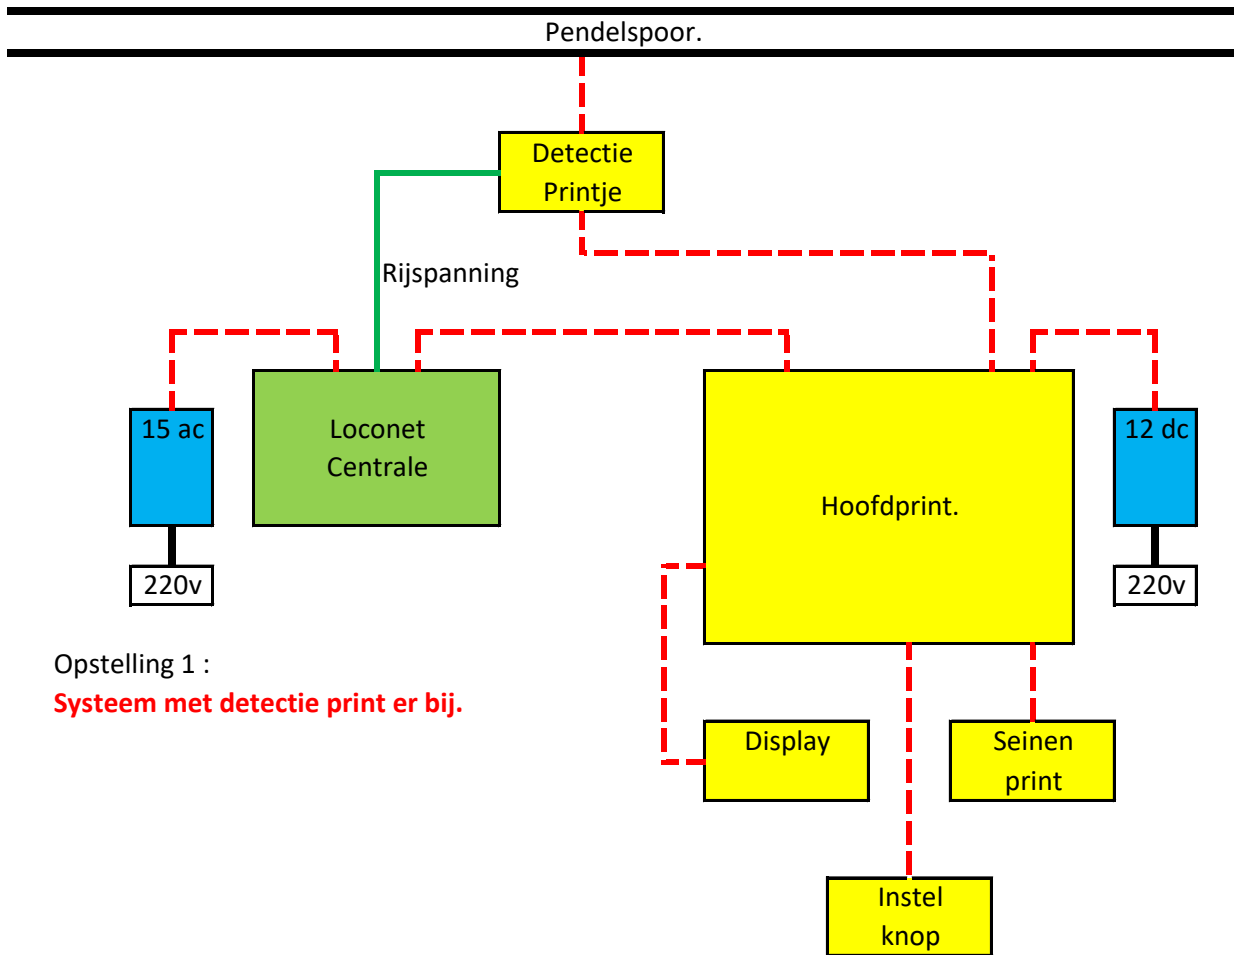 Pendelspoor.
Detectie
Printje
Rijspanning
15 ac
Loconet
Centrale
Hoofdprint.
12 dc
220v
220v
Opstelling 1 :
Systeem met detectie print er bij.
Display
Seinen
print
Instel
knop